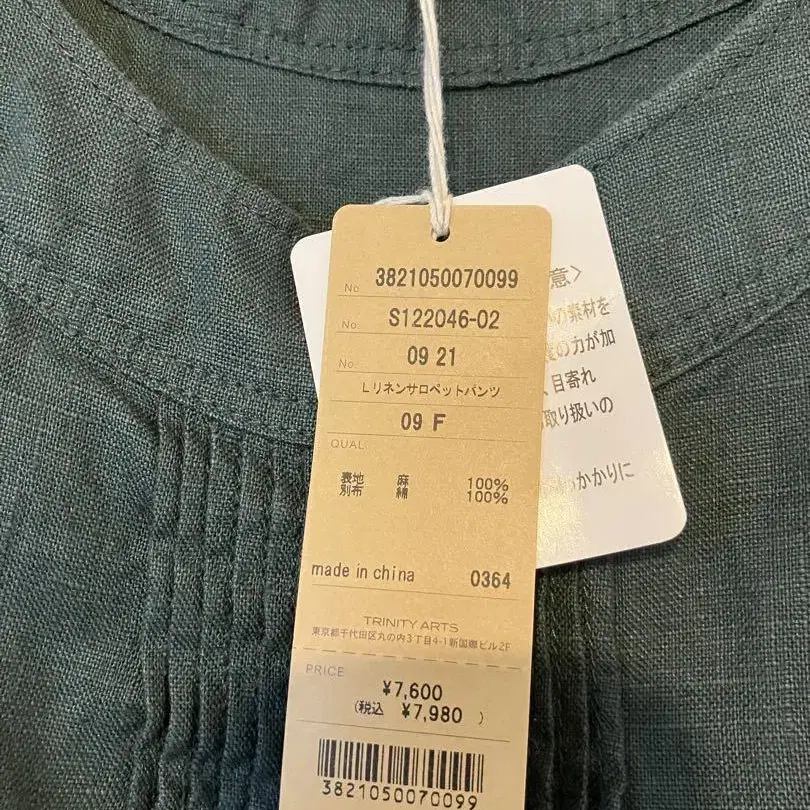 No. 3821050070099
No. S122046-02
No. 09 21
Lリネンサロペットパンツ
09 F
QUAL.
表地 麻 100%
別布 綿 100%
made in china 0364
TRINITY ARTS
東京都千代田区丸の内3丁目4-1新国際ビル2F
PRICE
¥7,600
(税込 ¥7,980 )
3821050070099
意〉
の素材を
度の力が加
、目寄れ
取り扱いの
かかりに